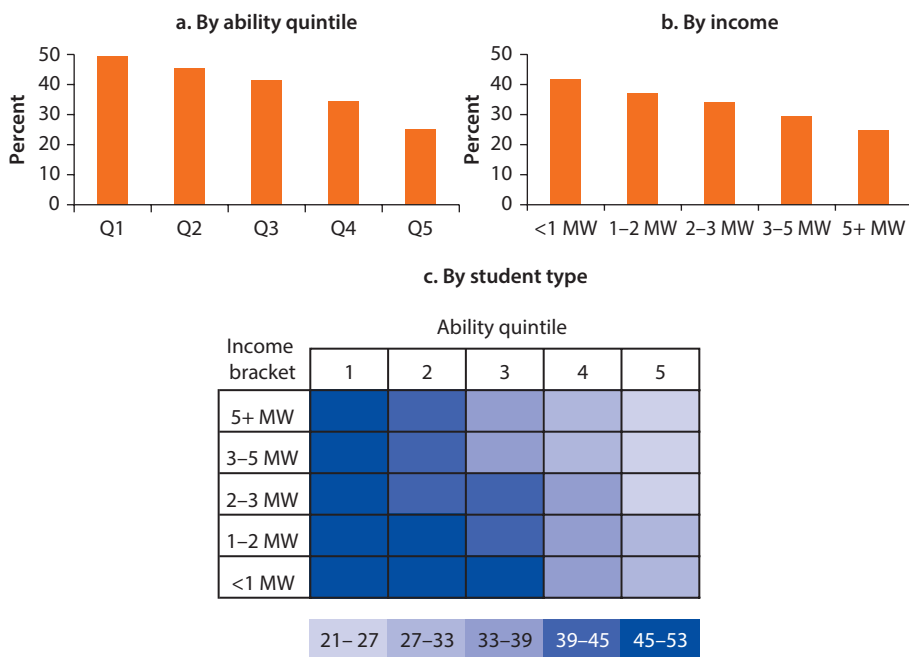 a. By ability quintile
Percent
50
40
30
20
10
0
Q1 Q2 Q3 Q4 Q5
b. By income
Percent
50
40
30
20
10
0
<1 MW 1–2 MW 2–3 MW 3–5 MW 5+ MW
c. By student type
Ability quintile
Income
bracket
1 2 3 4 5
5+ MW
3–5 MW
2–3 MW
1–2 MW
<1 MW
21– 27 27–33 33–39 39–45 45–53